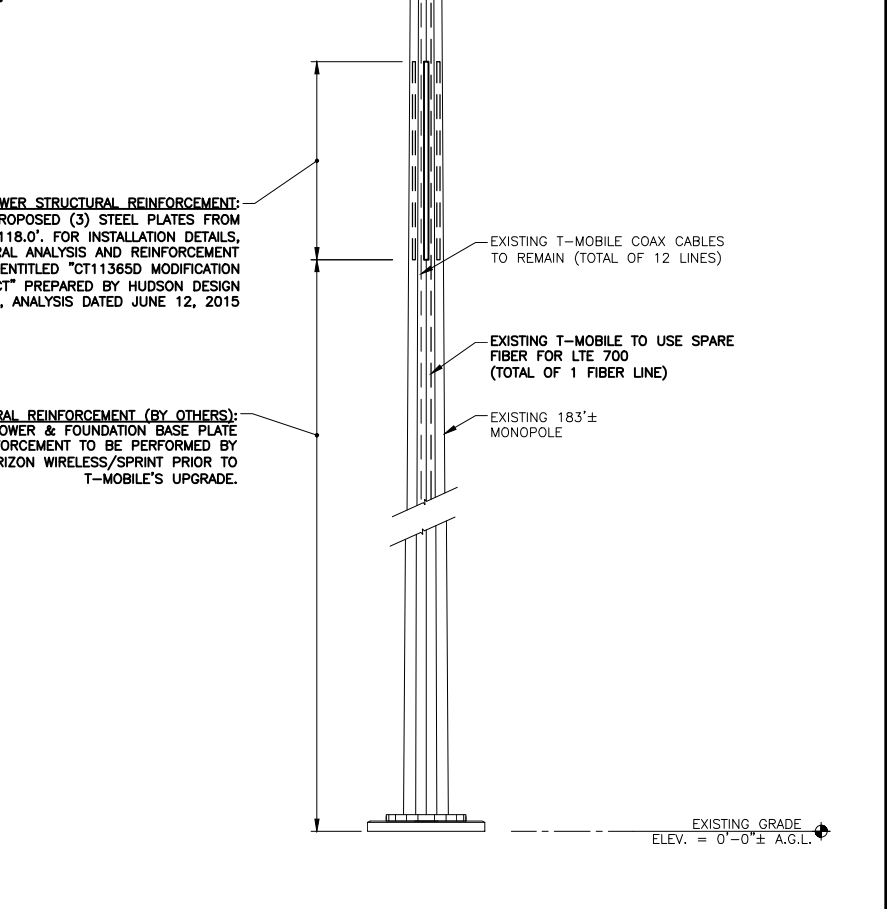 WER STRUCTURAL REINFORCEMENT:
ROPOSED (3) STEEL PLATES FROM
118.0'. FOR INSTALLATION DETAILS,
RAL ANALYSIS AND REINFORCEMENT
ENTITLED "CT11365D MODIFICATION
CT" PREPARED BY HUDSON DESIGN
, ANALYSIS DATED JUNE 12, 2015
EXISTING T-MOBILE COAX CABLES
TO REMAIN (TOTAL OF 12 LINES)
EXISTING T-MOBILE TO USE SPARE
FIBER FOR LTE 700
(TOTAL OF 1 FIBER LINE)
RAL REINFORCEMENT (BY OTHERS):
OWER & FOUNDATION BASE PLATE
FORCEMENT TO BE PERFORMED BY
RIZON WIRELESS/SPRINT PRIOR TO
T-MOBILE'S UPGRADE.
EXISTING 183'±
MONOPOLE
EXISTING GRADE
ELEV. = 0'-0"± A.G.L.